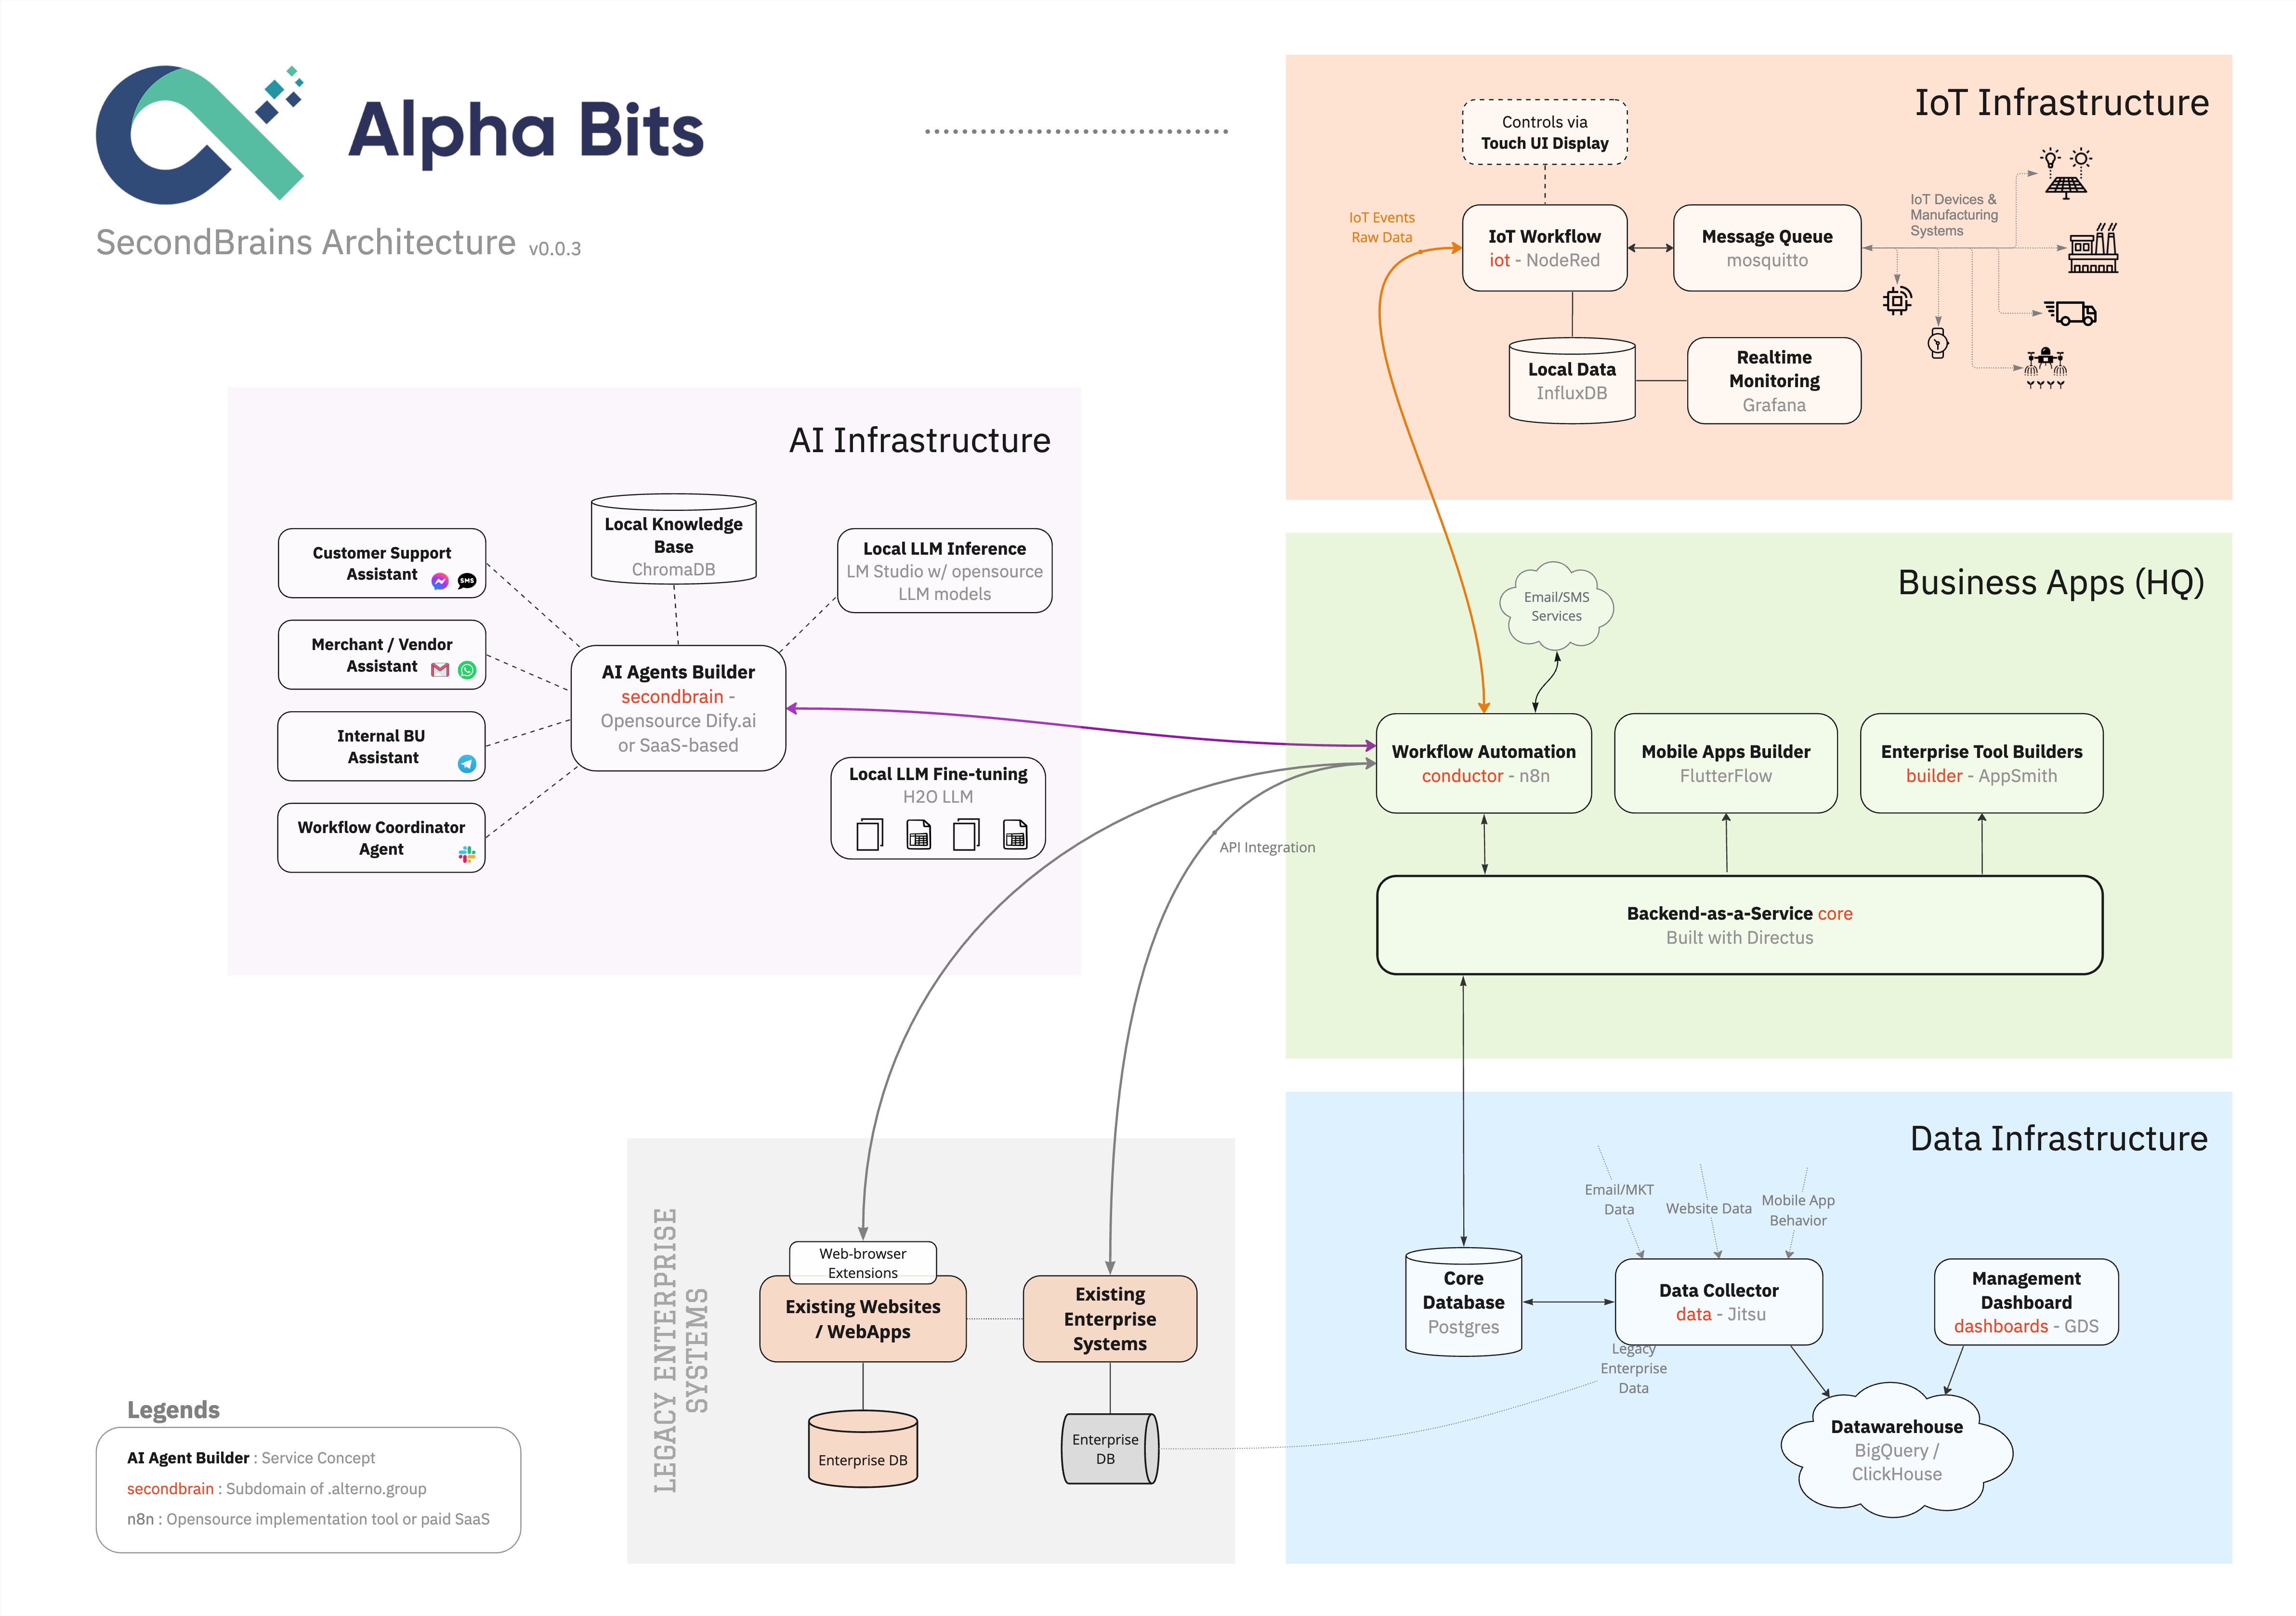 Alpha Bits
SecondBrains Architecture v0.0.3
IoT Infrastructure
Controls via
Touch UI Display
IoT Events
Raw Data
IoT Workflow
iot - NodeRed
Message Queue
mosquitto
IoT Devices &
Manufacturing
Systems
Local Data
InfluxDB
Realtime
Monitoring
Grafana
AI Infrastructure
Customer Support
Assistant
SMS
Merchant / Vendor
Assistant
Internal BU
Assistant
Workflow Coordinator
Agent
Local Knowledge
Base
ChromaDB
Local LLM Inference
LM Studio w/ opensource
LLM models
AI Agents Builder
secondbrain -
Opensource Dify.ai
or SaaS-based
Local LLM Fine-tuning
H2O LLM
Business Apps (HQ)
Email/SMS
Services
Workflow Automation
conductor - n8n
Mobile Apps Builder
FlutterFlow
Enterprise Tool Builders
builder - AppSmith
API Integration
Backend-as-a-Service core
Built with Directus
LEGACY ENTERPRISE
SYSTEMS
Web-browser
Extensions
Existing Websites
/ WebApps
Existing
Enterprise
Systems
Enterprise DB
Enterprise
DB
Data Infrastructure
Email/MKT
Data
Website Data
Mobile App
Behavior
Core
Database
Postgres
Data Collector
data - Jitsu
Management
Dashboard
dashboards - GDS
Legacy
Enterprise
Data
Datawarehouse
BigQuery /
ClickHouse
Legends
AI Agent Builder : Service Concept
secondbrain : Subdomain of .alterno.group
n8n : Opensource implementation tool or paid SaaS